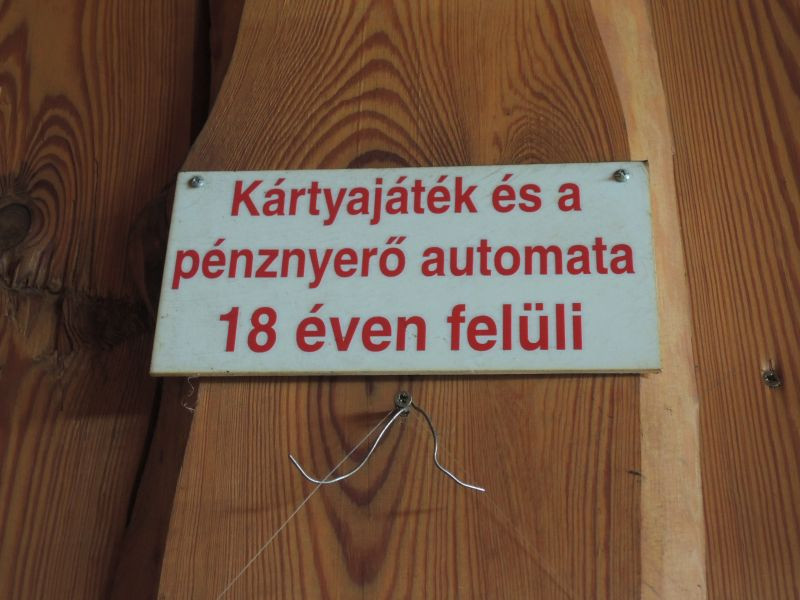 Kártyajáték és a
pénznyerő automata
18 éven felüli